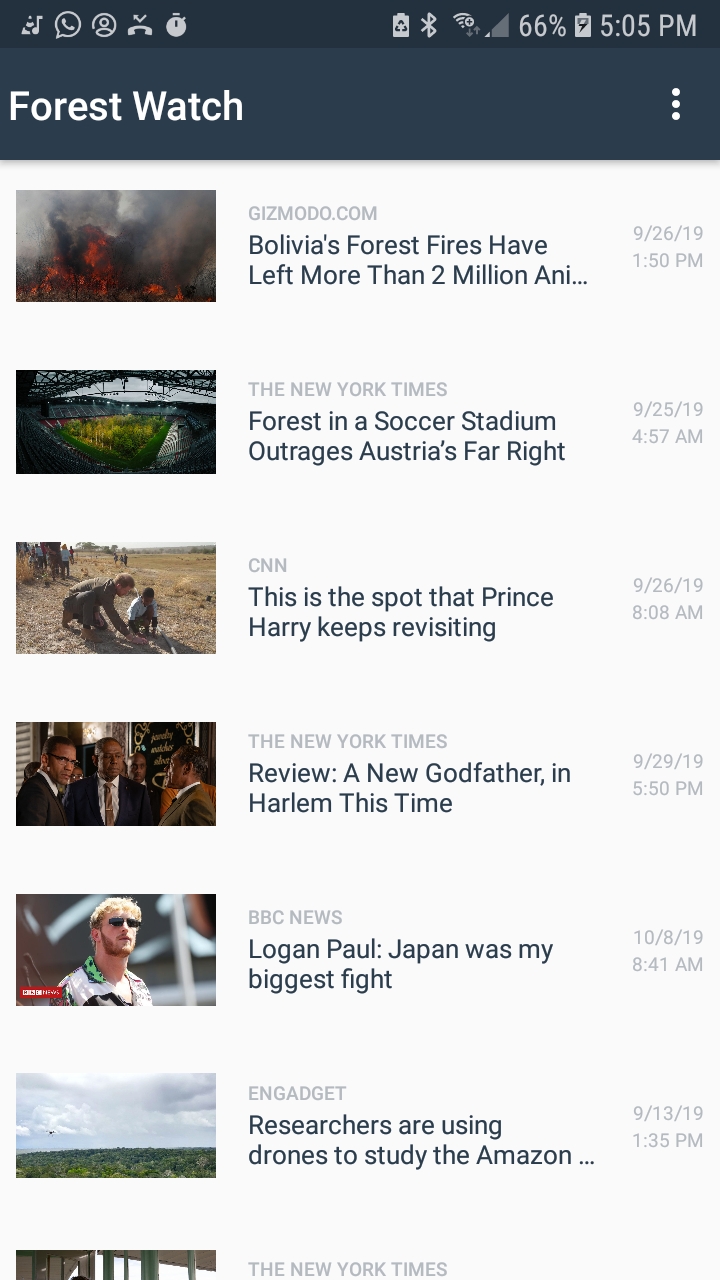 66% 5:05 PM
Forest Watch
GIZMODO.COM
Bolivia's Forest Fires Have
Left More Than 2 Million Ani...
9/26/19
1:50 PM
THE NEW YORK TIMES
Forest in a Soccer Stadium
Outrages Austria’s Far Right
9/25/19
4:57 AM
CNN
This is the spot that Prince
Harry keeps revisiting
9/26/19
8:08 AM
jewelry
watches
THE NEW YORK TIMES
Review: A New Godfather, in
Harlem This Time
9/29/19
5:50 PM
BBC NEWS
BBC NEWS
Logan Paul: Japan was my
biggest fight
10/8/19
8:41 AM
ENGADGET
Researchers are using
drones to study the Amazon ...
9/13/19
1:35 PM
THE NEW YORK TIMES